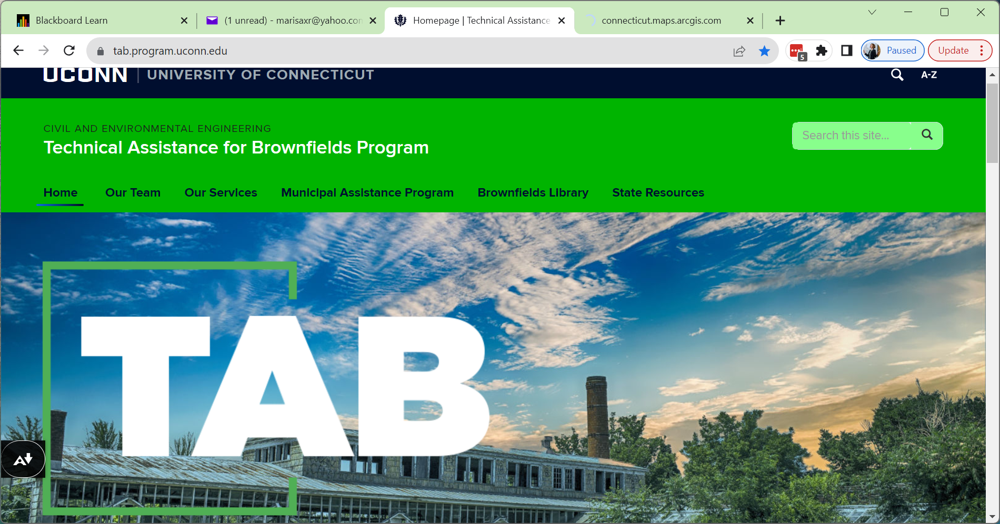 Blackboard Learn
(1 unread) - marisaxr@yahoo.con
Homepage | Technical Assistance
connecticut.maps.arcgis.com
tab.program.uconn.edu
5
Paused
Update
UCONN
UNIVERSITY OF CONNECTICUT
A-Z
CIVIL AND ENVIRONMENTAL ENGINEERING
Technical Assistance for Brownfields Program
Search this site...
Home
Our Team
Our Services
Municipal Assistance Program
Brownfields Library
State Resources
TAB
A